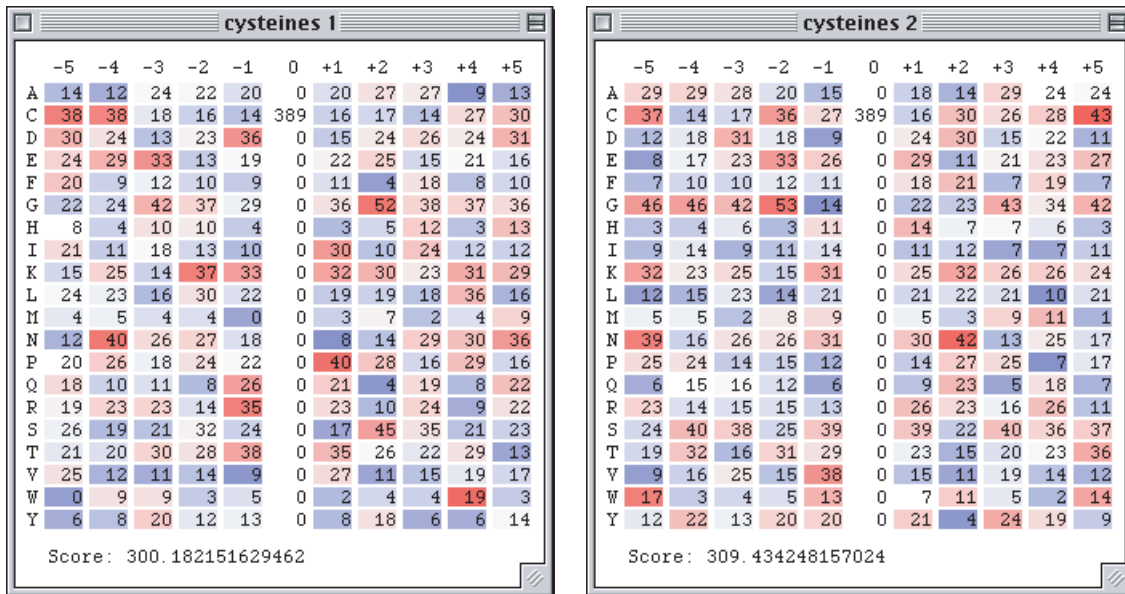 cysteines 1
-5 -4 -3 -2 -1 0 +1 +2 +3 +4 +5
A 14 12 24 22 20 0 20 27 27 9 13
C 38 38 18 16 14 389 16 17 14 27 30
D 30 24 13 23 36 0 15 24 26 24 31
E 24 29 33 13 19 0 22 25 15 21 16
F 20 9 12 10 9 0 11 4 18 8 10
G 22 24 42 37 29 0 36 52 38 37 36
H 8 4 10 10 4 0 3 5 12 3 13
I 21 11 18 13 10 0 30 10 24 12 12
K 15 25 14 37 33 0 32 30 23 31 29
L 24 23 16 30 22 0 19 19 18 36 16
M 4 5 4 4 0 0 3 7 2 4 9
N 12 40 26 27 18 0 8 14 29 30 36
P 20 26 18 24 22 0 40 28 16 29 16
Q 18 10 11 8 26 0 21 4 19 8 22
R 19 23 23 14 35 0 23 10 24 9 22
S 26 19 21 32 24 0 17 45 35 21 23
T 21 20 30 28 38 0 35 26 22 29 13
V 25 12 11 14 9 0 27 11 15 19 17
W 0 9 9 3 5 0 2 4 4 19 3
Y 6 8 20 12 13 0 8 18 6 6 14
Score: 300.182151629462
cysteines 2
-5 -4 -3 -2 -1 0 +1 +2 +3 +4 +5
A 29 29 28 20 15 0 18 14 29 24 24
C 37 14 17 36 27 389 16 30 26 28 43
D 12 18 31 18 9 0 24 30 15 22 11
E 8 17 23 33 26 0 29 11 21 23 27
F 7 10 10 12 11 0 18 21 7 19 7
G 46 46 42 53 14 0 22 23 43 34 42
H 3 4 6 3 11 0 14 7 7 6 3
I 9 14 9 11 14 0 11 12 7 7 11
K 32 23 25 15 31 0 25 32 26 26 24
L 12 15 23 14 21 0 21 22 21 10 21
M 5 5 2 8 9 0 5 3 9 11 1
N 39 16 26 26 31 0 30 42 13 25 17
P 25 24 14 15 12 0 14 27 25 7 17
Q 6 15 16 12 6 0 9 23 5 18 7
R 23 14 15 15 13 0 26 23 16 26 11
S 24 40 38 25 39 0 39 22 40 36 37
T 19 32 16 31 29 0 23 15 20 23 36
V 9 16 25 15 38 0 15 11 19 14 12
W 17 3 4 5 13 0 7 11 5 2 14
Y 12 22 13 20 20 0 21 4 24 19 9
Score: 309.434248157024